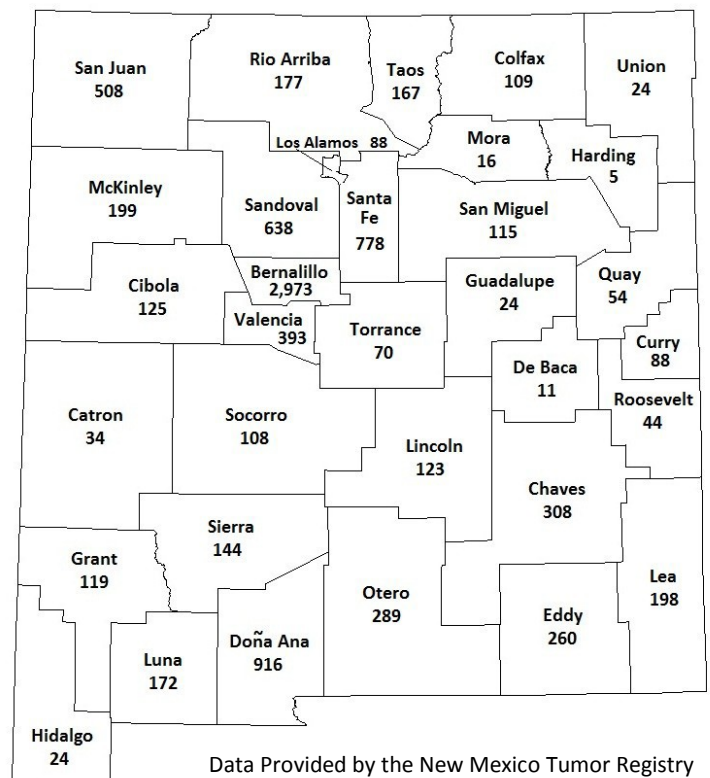 San Juan
508
Rio Arriba
177
Taos
167
Colfax
109
Union
24
Los Alamos 88
Mora
16
Harding
5
McKinley
199
Sandoval
638
Santa
Fe
778
San Miguel
115
Cibola
125
Bernalillo
2,973
Guadalupe
24
Quay
54
Valencia
393
Torrance
70
Curry
88
De Baca
11
Roosevelt
44
Catron
34
Socorro
108
Lincoln
123
Chaves
308
Sierra
144
Grant
119
Otero
289
Lea
198
Eddy
260
Luna
172
Doña Ana
916
Hidalgo
24
Data Provided by the New Mexico Tumor Registry